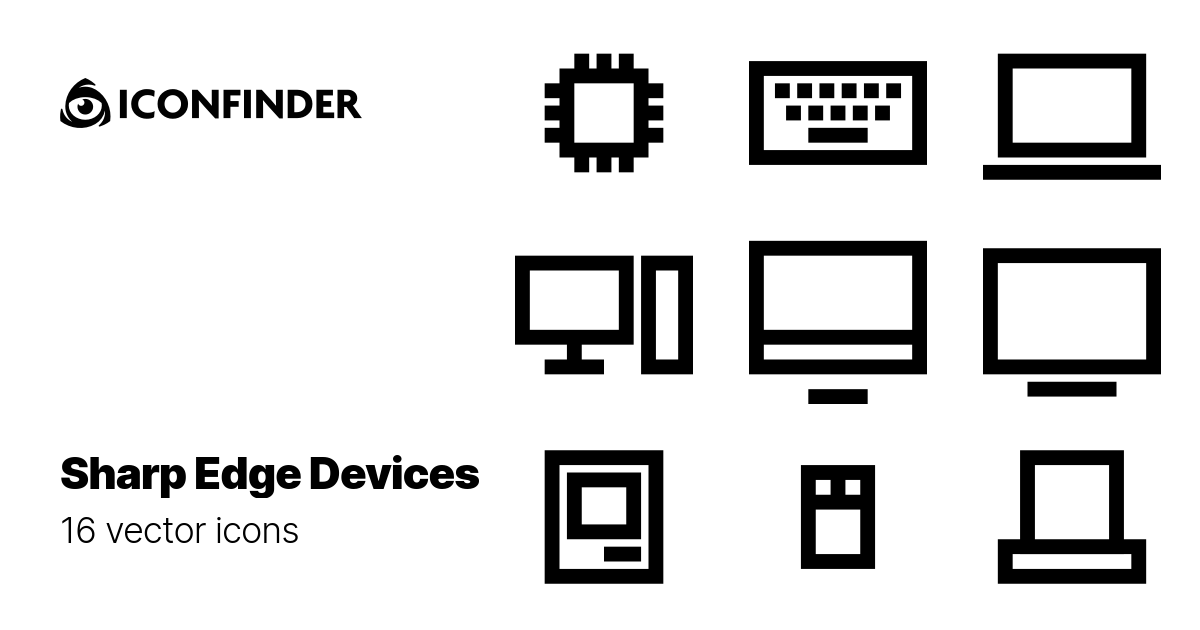 ICONFINDER
Sharp Edge Devices
16 vector icons